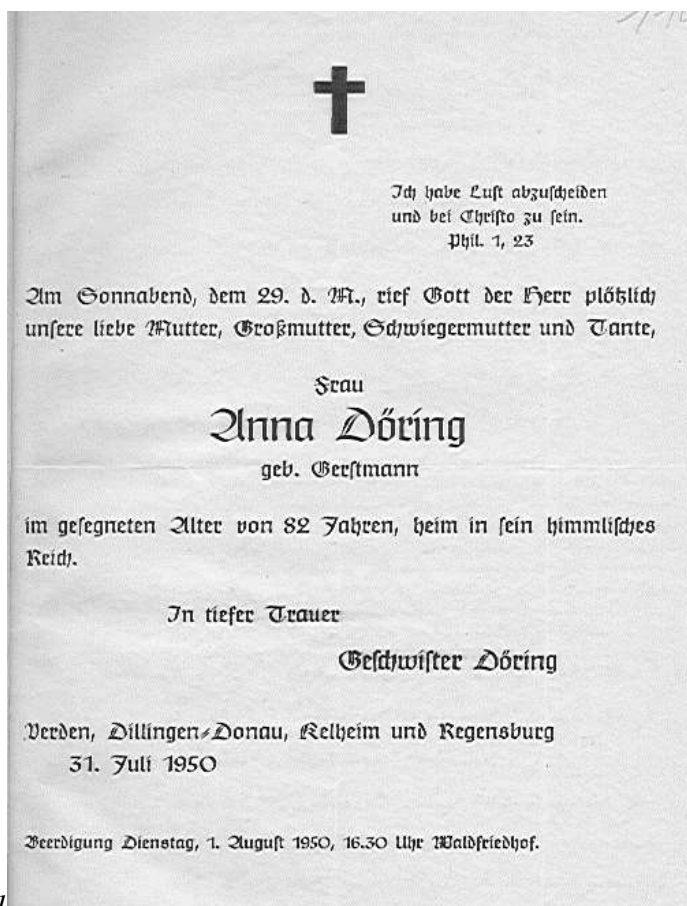 Ich habe Lust abzuscheiden
und bei Christo zu sein.
Phil. 1, 23
Am Sonnabend, dem 29. d. M., rief Gott der Herr plötzlich
unsere liebe Mutter, Großmutter, Schwiegermutter und Tante,
Frau
Anna Döring
geb. Gerstmann
im gesegneten Alter von 82 Jahren, heim in sein himmlisches
Reich.
In tiefer Trauer
Geschwister Döring
Verden, Dillingen-Donau, Kelheim und Regensburg
31. Juli 1950
Beerdigung Dienstag, 1. August 1950, 16.30 Uhr Waldfriedhof.